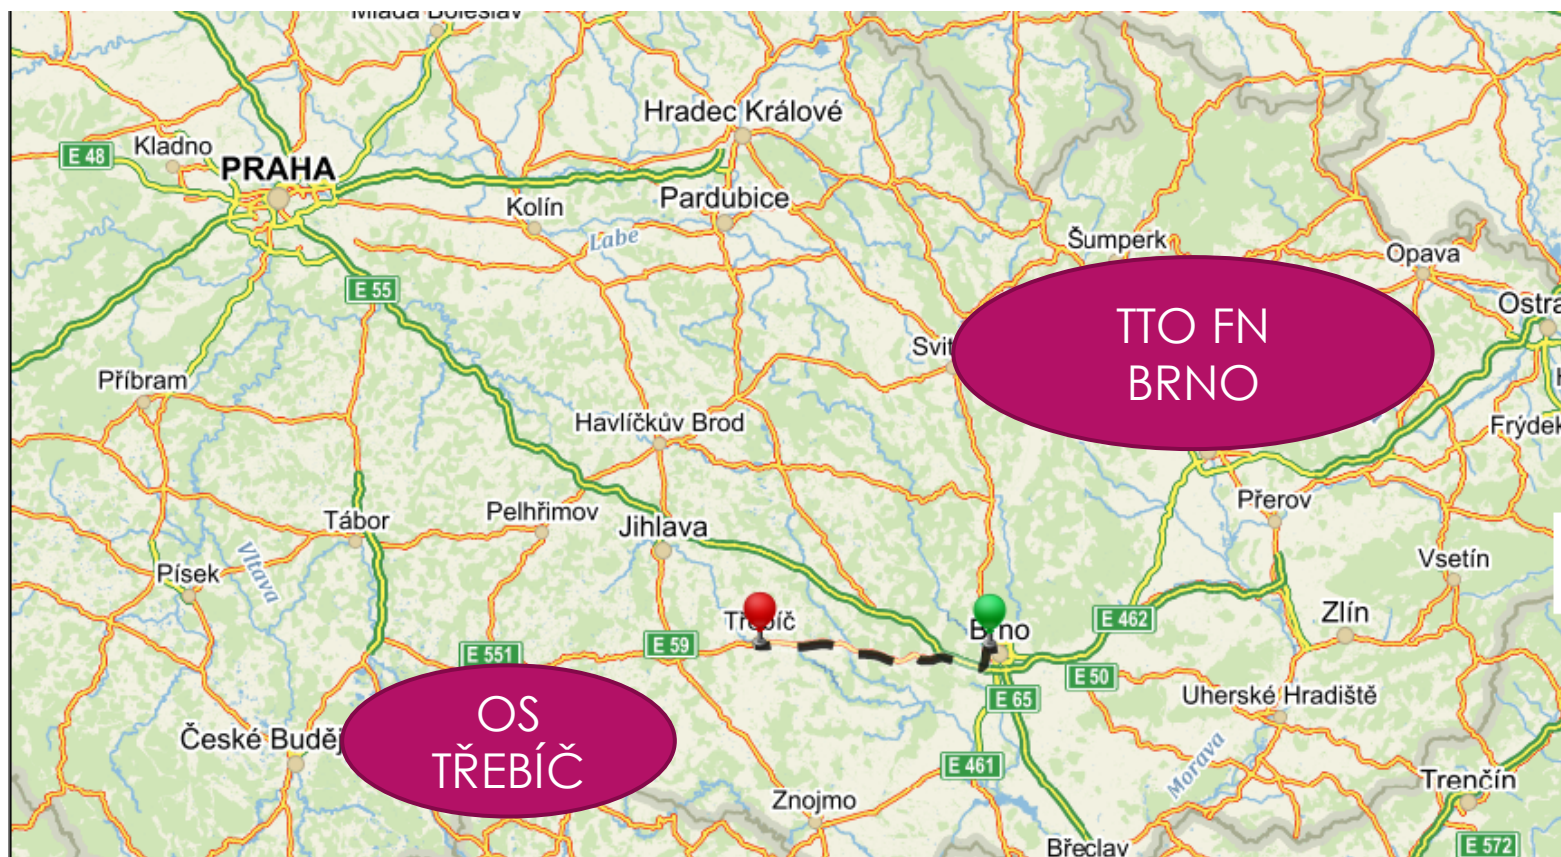 Mladá Boleslav
Hradec Králové
Kladno
E 48
PRAHA
Kolín
Pardubice
Labe
Šumperk
Opava
E 55
Ostra
TTO FN
BRNO
Svit
Příbram
Havlíčkův Brod
Frýdek
Přerov
Tábor
Pelhřimov
Jihlava
Vltava
Vsetín
Písek
Třebíč
Brno
E 462
Zlín
E 59
E 551
E 50
E 65
Uherské Hradiště
OS
TŘEBÍČ
České Buděj
E 461
Morava
Trenčín
Znojmo
Břeclav
E 572